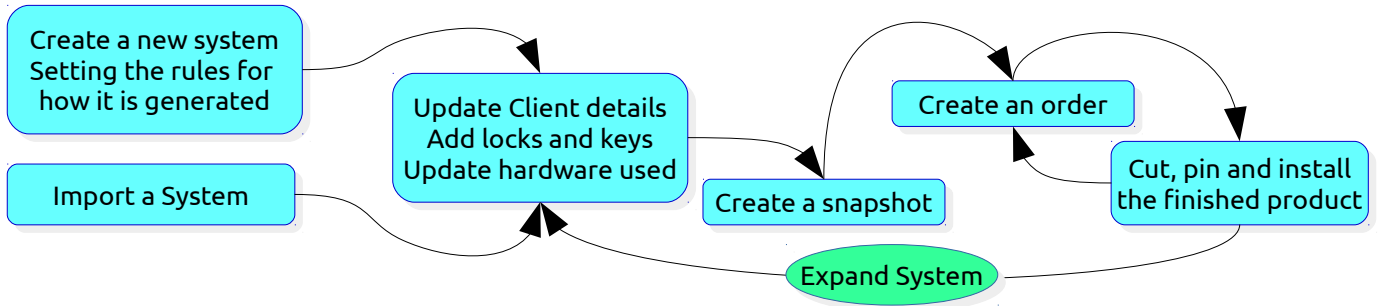 Create a new system
Setting the rules for
how it is generated
Import a System
Update Client details
Add locks and keys
Update hardware used
Create a snapshot
Create an order
Cut, pin and install
the finished product
Expand System